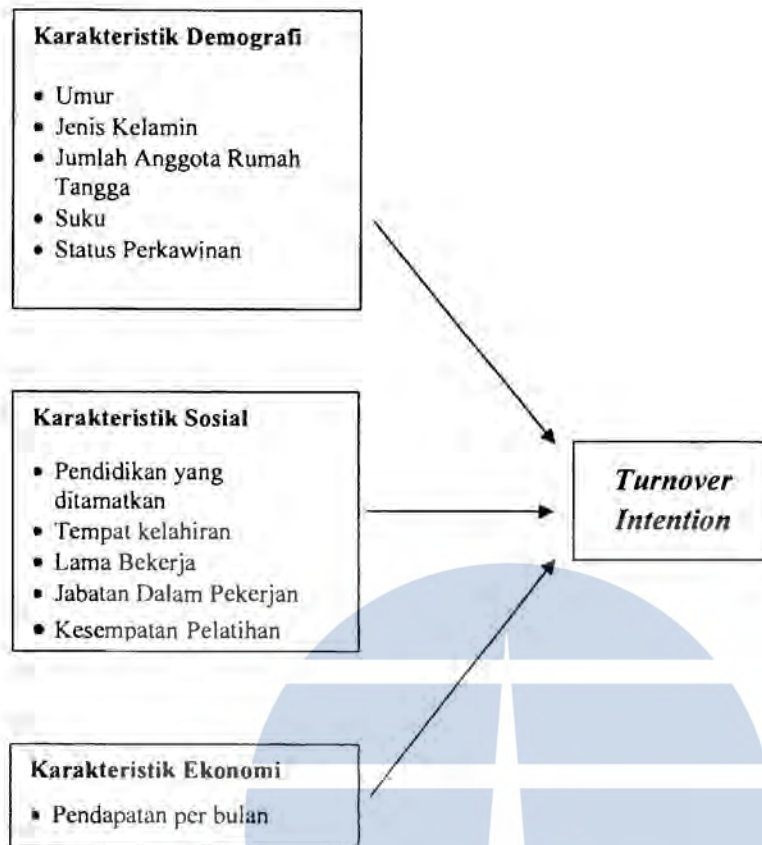 Karakteristik Demografi
• Umur
• Jenis Kelamin
• Jumlah Anggota Rumah
Tangga
• Suku
• Status Perkawinan
Karakteristik Sosial
• Pendidikan yang
ditamatkan
• Tempat kelahiran
• Lama Bekerja
• Jabatan Dalam Pekerjan
• Kesempatan Pelatihan
Turnover
Intention
Karakteristik Ekonomi
• Pendapatan per bulan